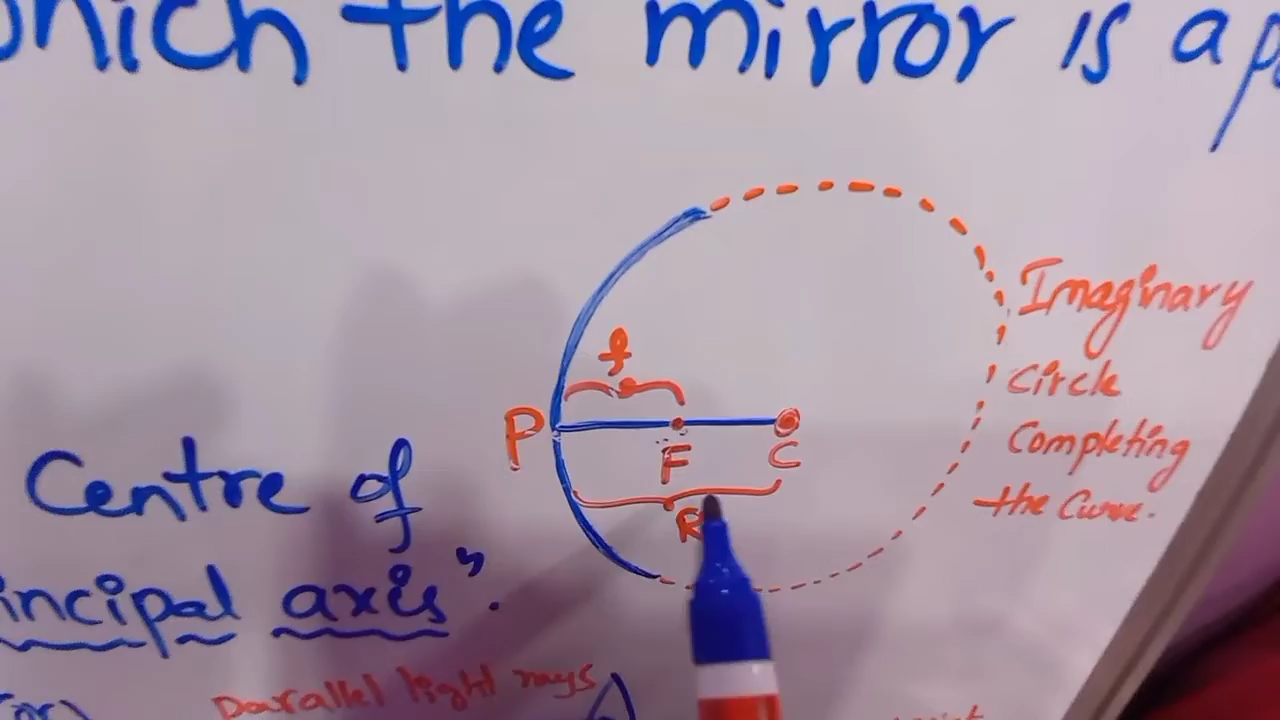 which the mirror is a
f
P
F
C
R
Imaginary
Circle
Completing
the Curve.
Centre of
incipal axis".
Parallel light rays